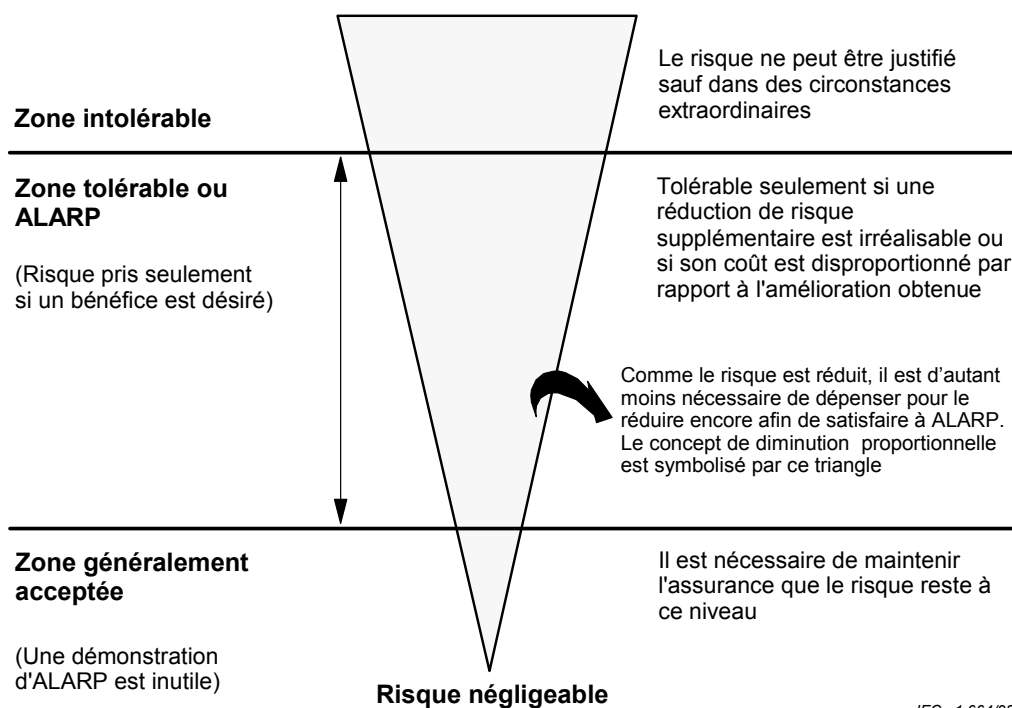 Le risque ne peut être justifié
sauf dans des circonstances
extraordinaires
Zone intolérable
Zone tolérable ou
ALARP
(Risque pris seulement
si un bénéfice est désiré)
Tolérable seulement si une
réduction de risque
supplémentaire est irréalisable ou
si son coût est disproportionné par
rapport à l'amélioration obtenue
Comme le risque est réduit, il est d’autant
moins nécessaire de dépenser pour le
réduire encore afin de satisfaire à ALARP.
Le concept de diminution proportionnelle
est symbolisé par ce triangle
Zone généralement
acceptée
(Une démonstration
d'ALARP est inutile)
Il est nécessaire de maintenir
l'assurance que le risque reste à
ce niveau
Risque négligeable